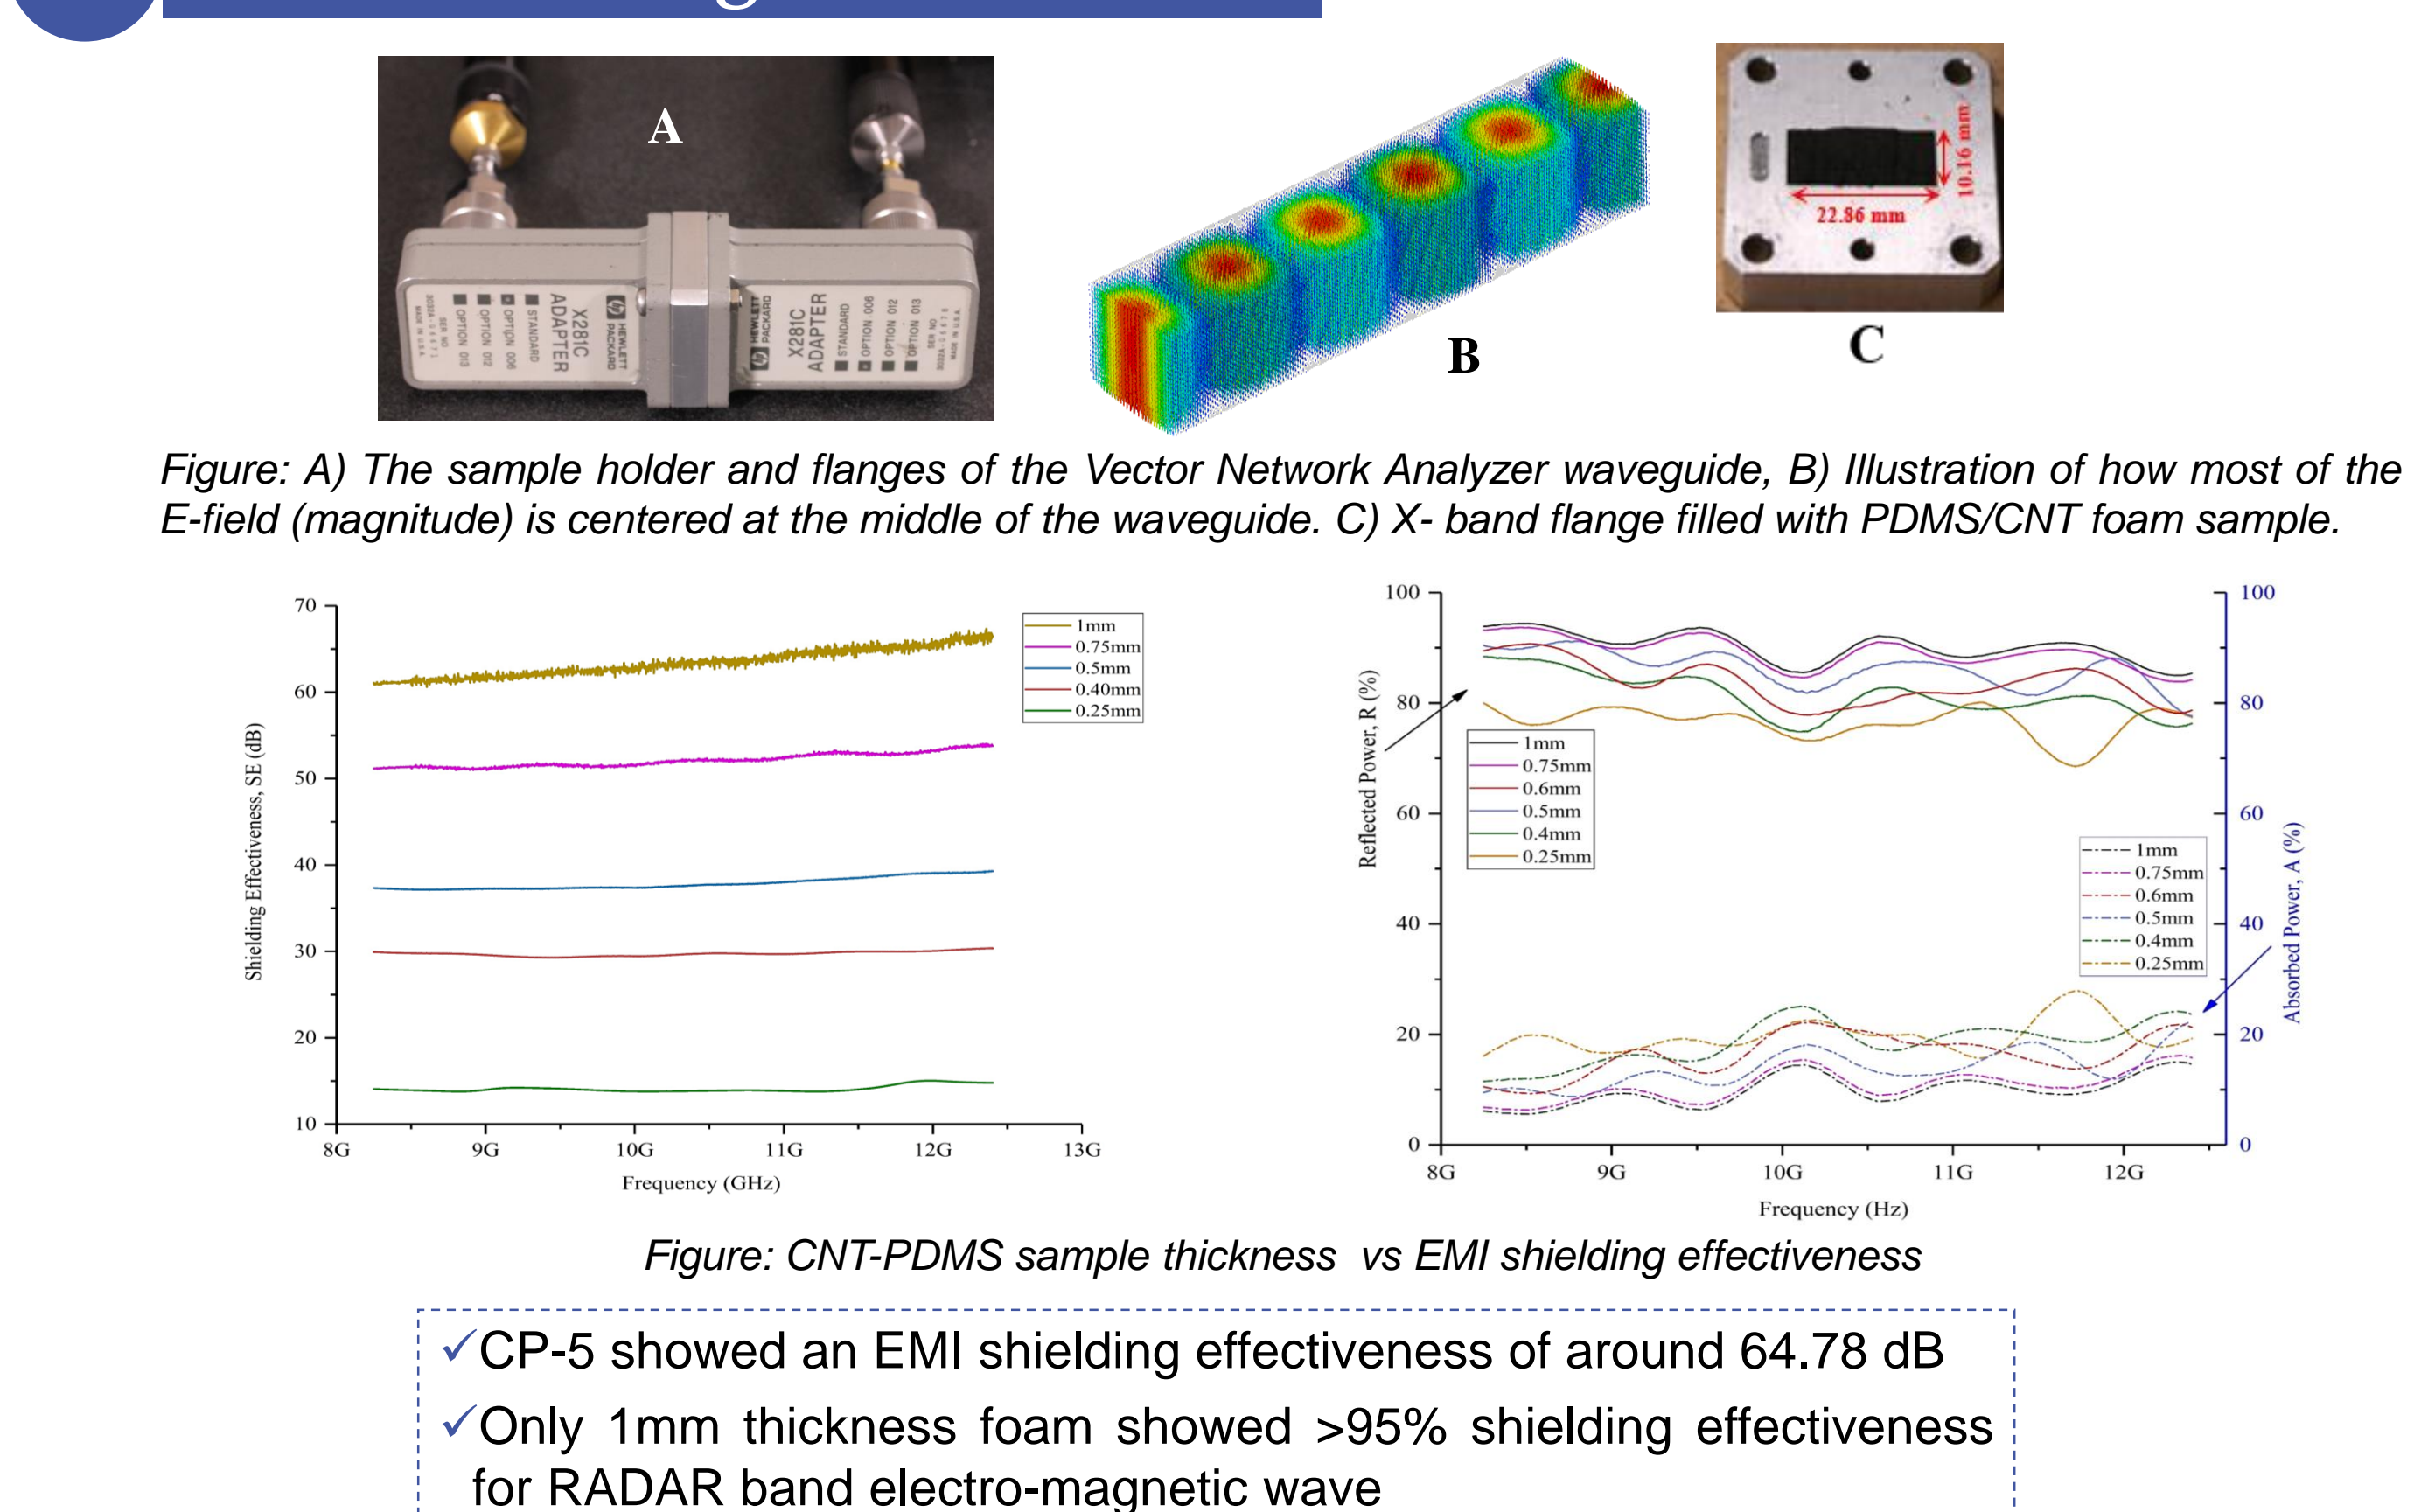 A
HEWLETT
PACKARD
X281C
ADAPTER
STANDARD
OPTION 006
OPTION 012
OPTION 013
SER NO
MADE IN U.S.A.
HEWLETT
PACKARD
X281C
ADAPTER
STANDARD
OPTION 006
OPTION 012
OPTION 013
SER NO
MADE IN U.S.A.
B
10.16 mm
22.86 mm
C
Figure: A) The sample holder and flanges of the Vector Network Analyzer waveguide, B) Illustration of how most of the
E-field (magnitude) is centered at the middle of the waveguide. C) X- band flange filled with PDMS/CNT foam sample.
Shielding Effectiveness, SE (dB)
70
60
50
40
30
20
10
8G 9G 10G 11G 12G 13G
Frequency (GHz)
1mm
0.75mm
0.5mm
0.40mm
0.25mm
Reflected Power, R (%)
100
80
60
40
20
0
1mm
0.75mm
0.6mm
0.5mm
0.4mm
0.25mm
1mm
0.75mm
0.6mm
0.5mm
0.4mm
0.25mm
100
80
60
40
20
0
Absorbed Power, A (%)
8G 9G 10G 11G 12G
Frequency (Hz)
Figure: CNT-PDMS sample thickness vs EMI shielding effectiveness
✓CP-5 showed an EMI shielding effectiveness of around 64.78 dB
✓Only 1mm thickness foam showed >95% shielding effectiveness
for RADAR band electro-magnetic wave